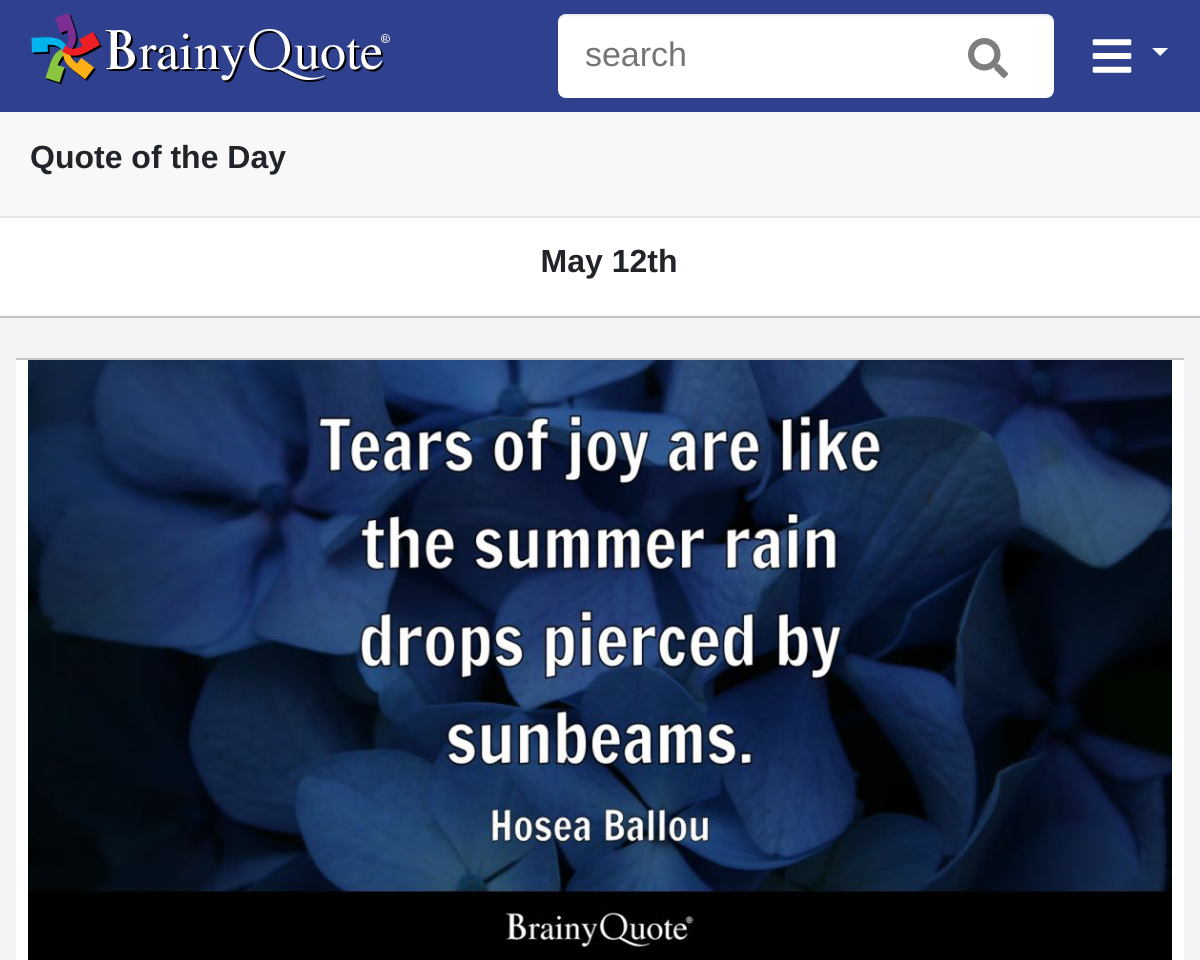 BrainyQuote®
search
Quote of the Day
May 12th
Tears of joy are like
the summer rain
drops pierced by
sunbeams.
Hosea Ballou
BrainyQuote®